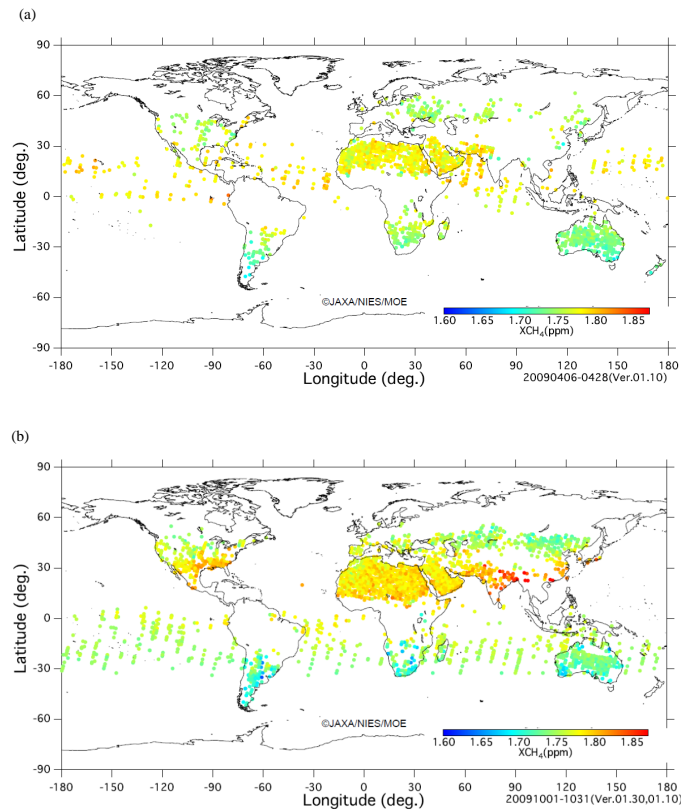 (a)
90
60
30
0
-30
-60
-90
Latitude (deg.)
©JAXA/NIES/MOE
1.60 1.65 1.70 1.75 1.80 1.85
XCH4(ppm)
-180 -150 -120 -90 -60 -30 0 30 60 90 120 150 180
Longitude (deg.)
20090406-0428(Ver.01.10)
(b)
90
60
30
0
-30
-60
-90
Latitude (deg.)
©JAXA/NIES/MOE
1.60 1.65 1.70 1.75 1.80 1.85
XCH4(ppm)
-180 -150 -120 -90 -60 -30 0 30 60 90 120 150 180
Longitude (deg.)
20091001-1031(Ver.01.30,01.10)